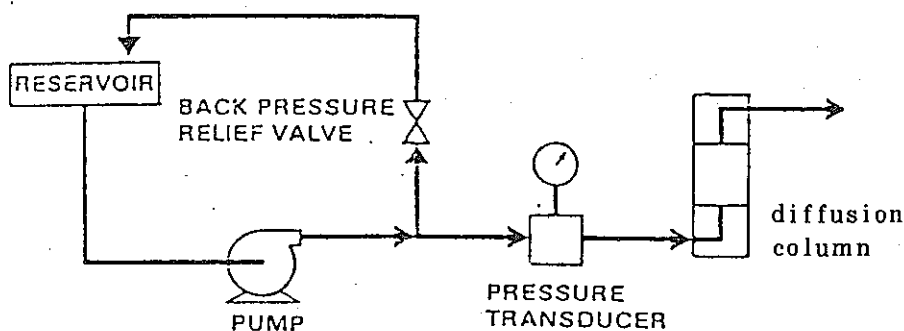 RESERVOIR
BACK PRESSURE
RELIEF VALVE
diffusion
column
PUMP
PRESSURE
TRANSDUCER